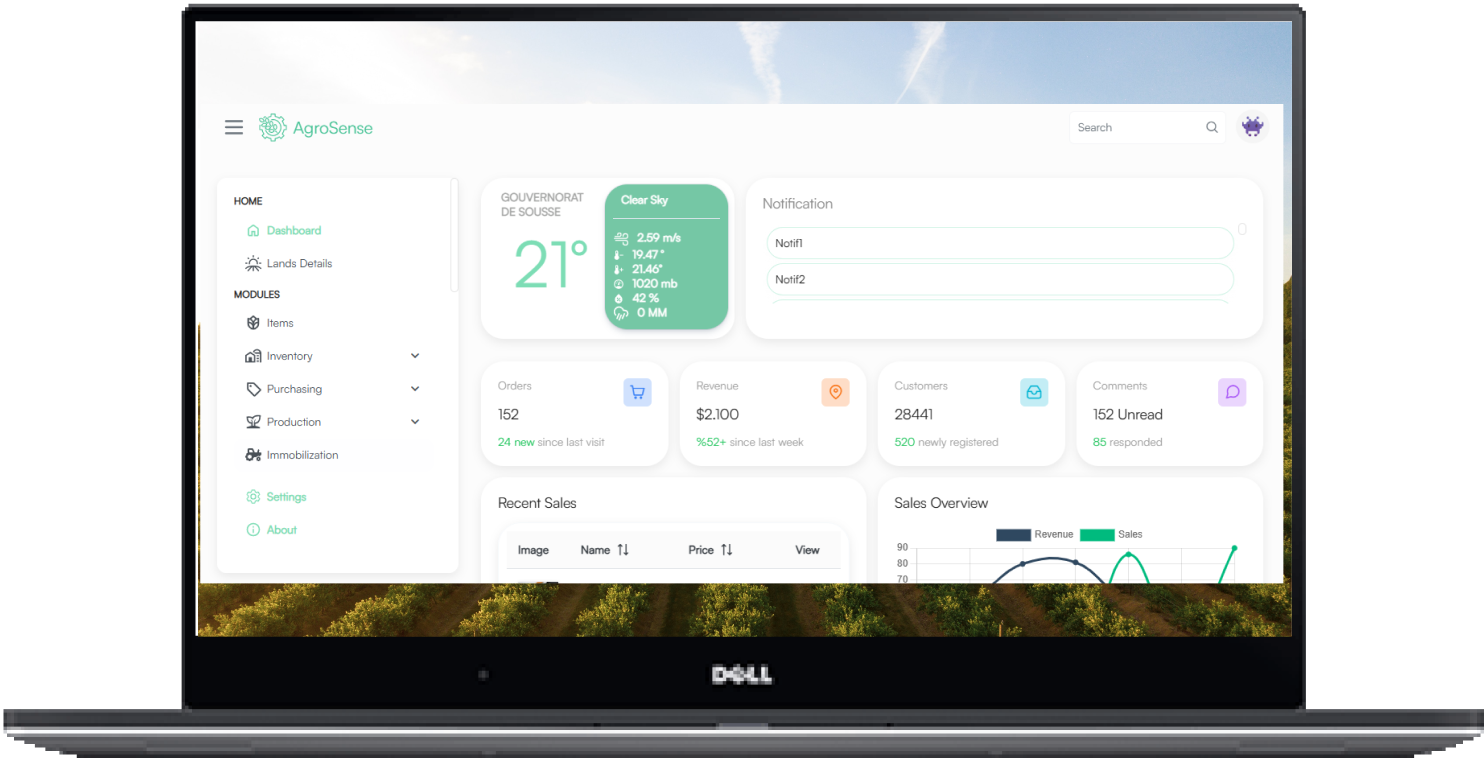 AgroSense
Search
HOME
Dashboard
Lands Details
MODULES
Items
Inventory
Purchasing
Production
Immobilization
Settings
About
GOUVERNORAT
DE SOUSSE
21°
Clear Sky
2.59 m/s
19.47 °
21.46°
1020 mb
42 %
0 MM
Notification
Notif1
Notif2
Orders
152
24 new since last visit
Revenue
$2.100
%52+ since last week
Customers
28441
520 newly registered
Comments
152 Unread
85 responded
Recent Sales
Image Name Price View
Sales Overview
Revenue Sales
90
80
70
DELL